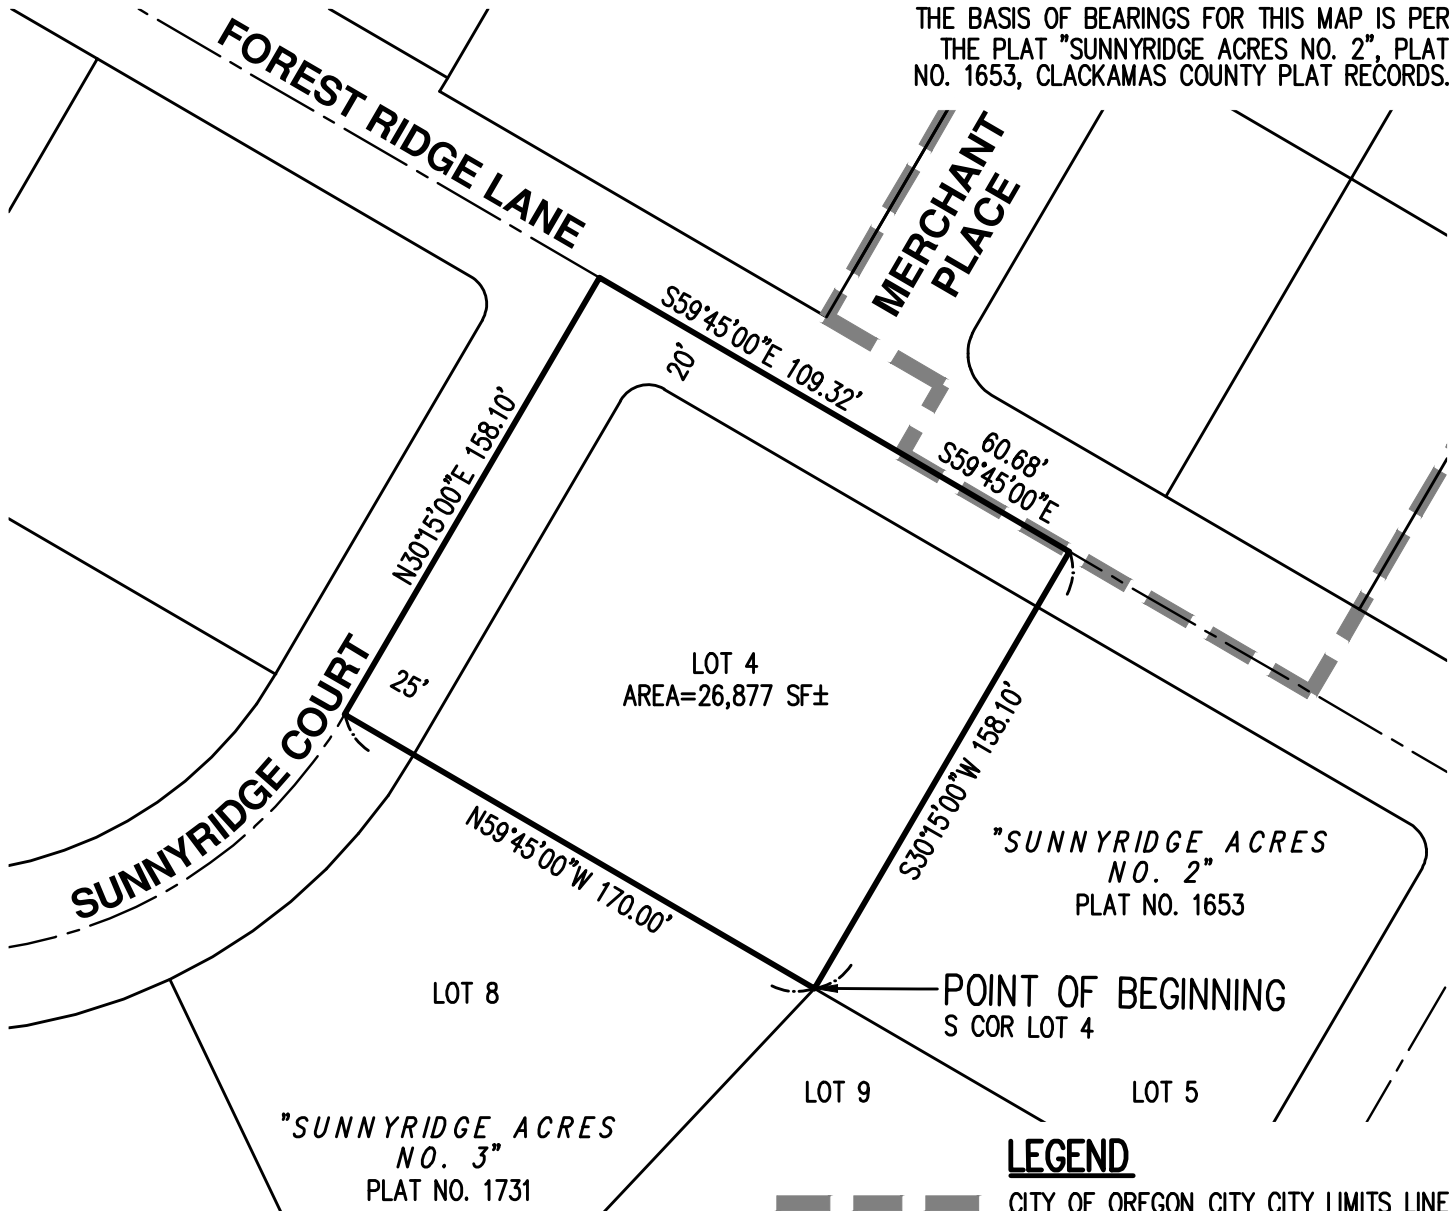 THE BASIS OF BEARINGS FOR THIS MAP IS PER
THE PLAT "SUNNYRIDGE ACRES NO. 2", PLAT
NO. 1653, CLACKAMAS COUNTY PLAT RECORDS.
FOREST RIDGE LANE
MERCHANT
PLACE
S59°45'00"E 109.32'
20'
60.68'
S59°45'00"E
N30°15'00"E 158.10'
LOT 4
AREA=26,877 SF±
25'
SUNNYRIDGE COURT
S30°15'00"W 158.10'
N59°45'00"W 170.00'
"SUNNYRIDGE ACRES
NO. 2"
PLAT NO. 1653
LOT 8
POINT OF BEGINNING
S COR LOT 4
LOT 9
LOT 5
"SUNNYRIDGE ACRES
NO. 3"
PLAT NO. 1731
LEGEND
CITY OF OREGON CITY CITY LIMITS LINE